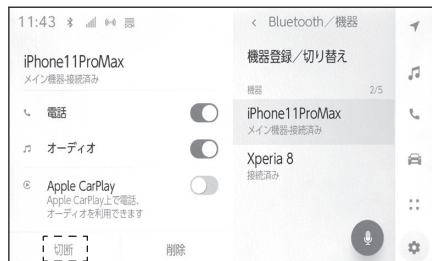 11:43
iPhone11ProMax
メイン機器-接続済み
電話
オーディオ
Apple CarPlay
Apple CarPlay上で電話、
オーディオを利用できます
切断
削除
< Bluetooth／機器
機器登録／切り替え
機器 2/5
iPhone11ProMax
メイン機器-接続済み
Xperia 8
接続済み